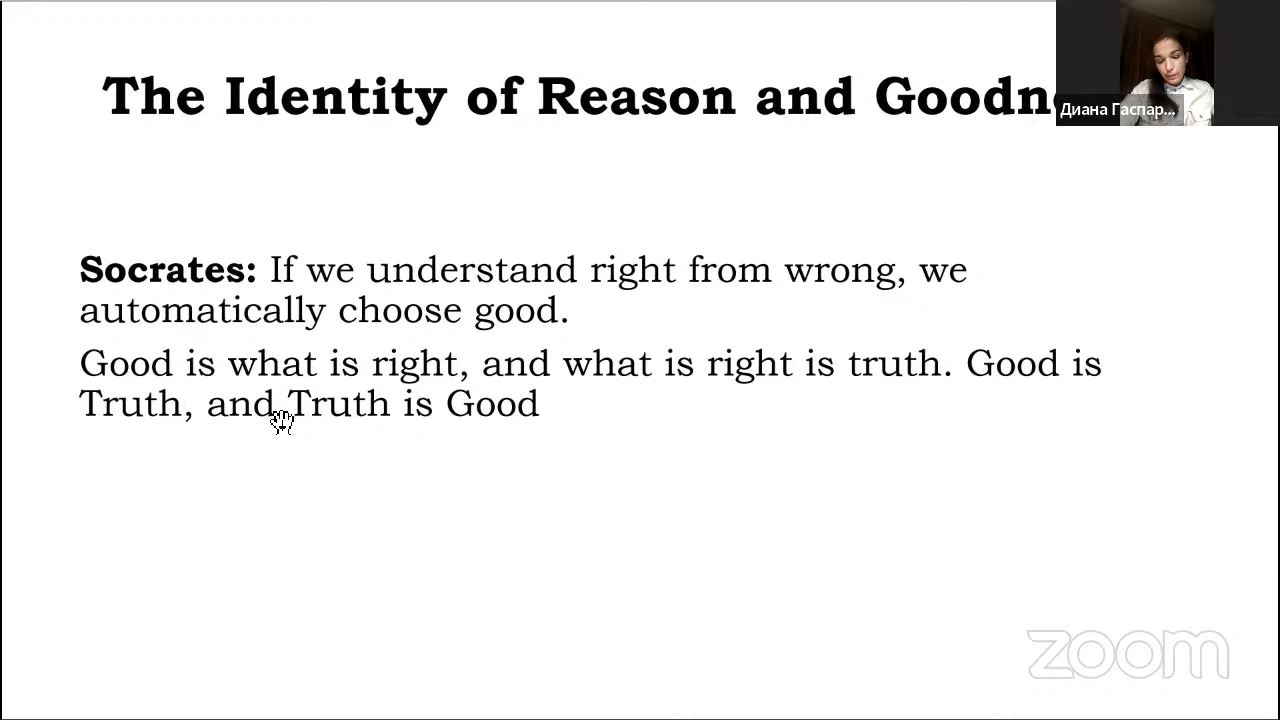 The Identity of Reason and Goodn
Диана Гаспар...
Socrates: If we understand right from wrong, we
automatically choose good.
Good is what is right, and what is right is truth. Good is
Truth, and Truth is Good
zoom